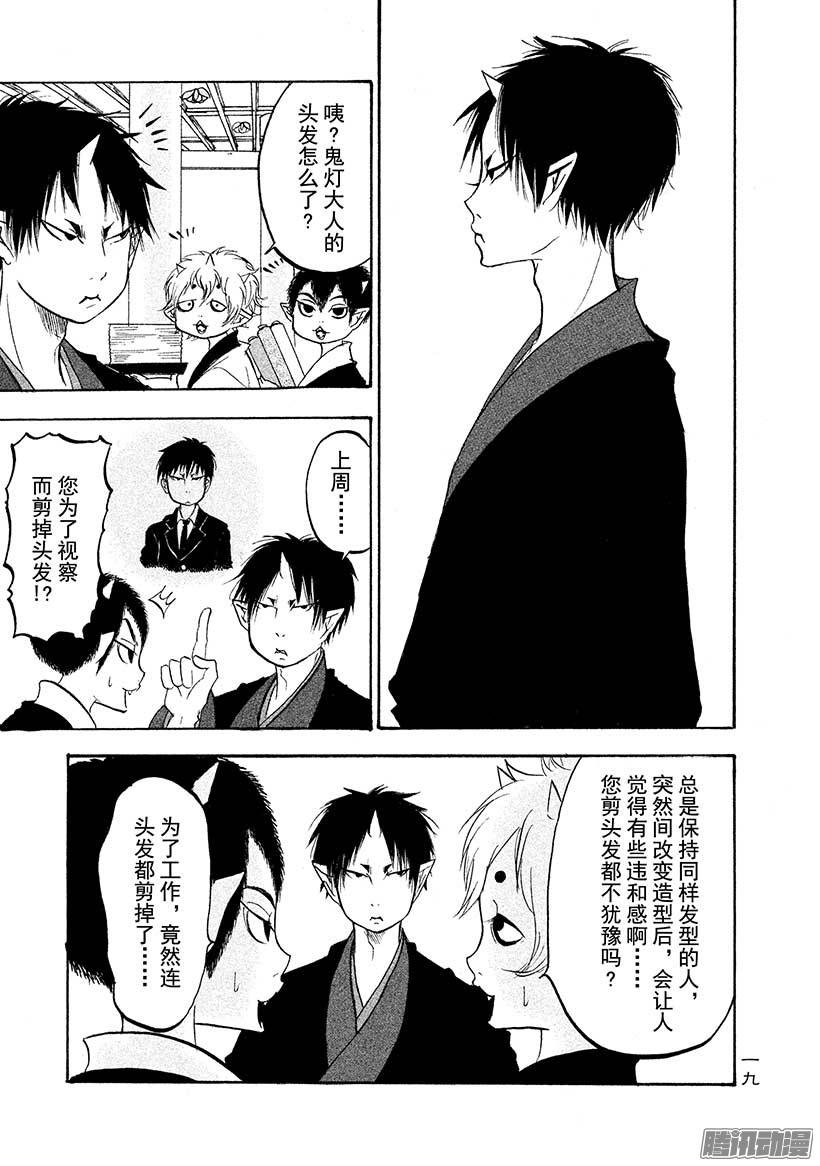 咦？鬼灯大人的
头发怎么了？
上周……
您为了视察
而剪掉头发!?
总是保持同样发型的人，
突然间改变造型后，会让人
觉得有些违和感啊……
您剪头发都不犹豫吗？
为了工作，竟然连
头发都剪掉了……
一九
腾讯动漫